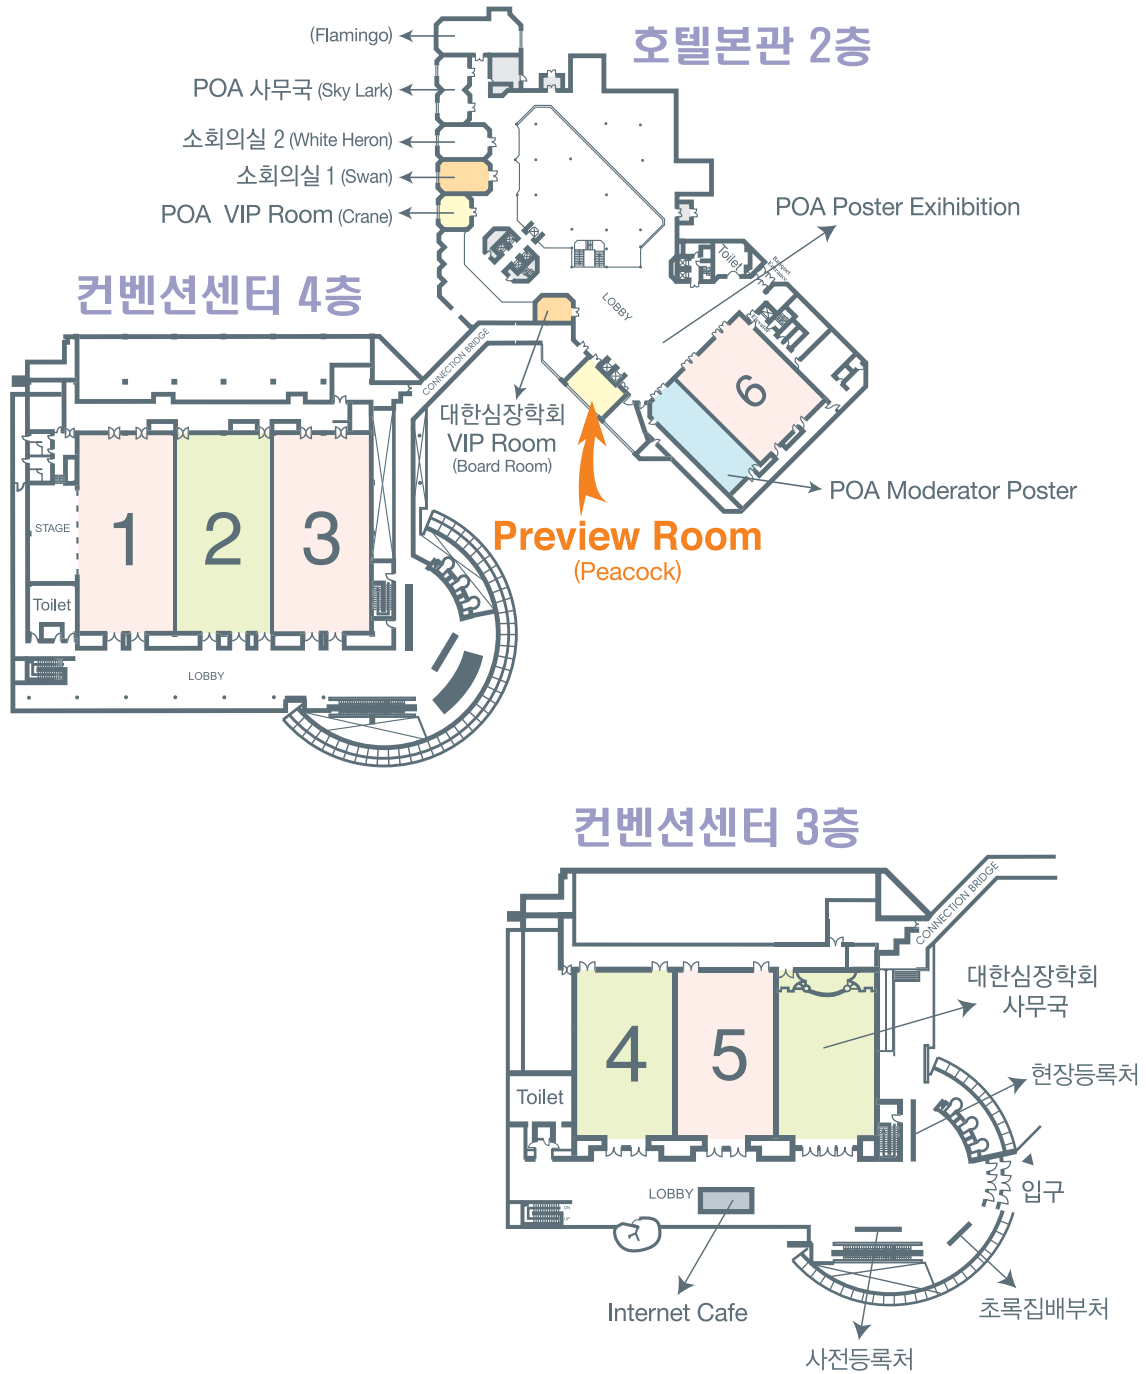 호텔본관 2층
(Flamingo)
POA 사무국 (Sky Lark)
소회의실 2 (White Heron)
소회의실 1 (Swan)
POA VIP Room (Crane)
POA Poster Exihibition
Toilet
LOBBY
CONNECTION BRIDGE
대한심장학회
VIP Room
(Board Room)
6
POA Moderator Poster
Preview Room
(Peacock)
컨벤션센터 4층
1
2
3
STAGE
Toilet
LOBBY
컨벤션센터 3층
CONNECTION BRIDGE
대한심장학회
사무국
4
5
현장등록처
Toilet
입구
LOBBY
DN
UP
Internet Cafe
초록집배부처
사전등록처